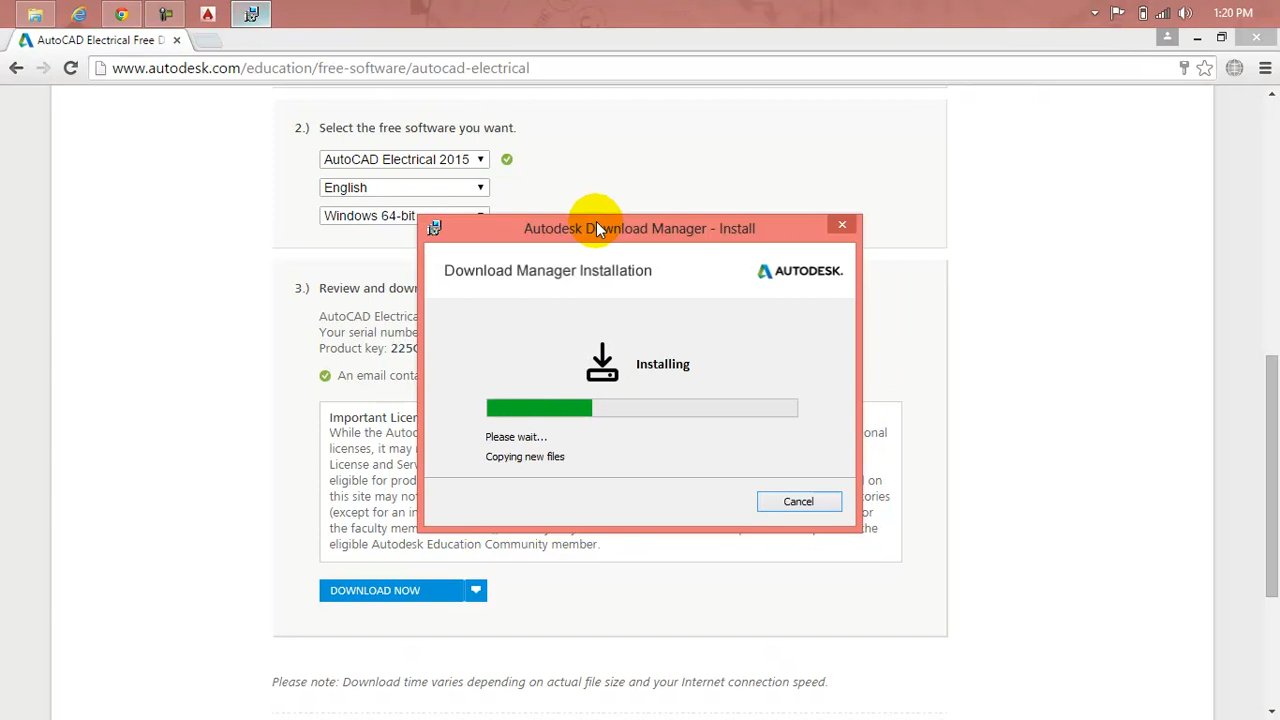 1:20 PM
AutoCAD Electrical Free D
www.autodesk.com/education/free-software/autocad-electrical
2.) Select the free software you want.
AutoCAD Electrical 2015
English
Windows 64-bit
Autodesk Download Manager - Install
Download Manager Installation
AUTODESK.
3.) Review and down
AutoCAD Electrica
Your serial numbe
Product key: 225
An email conta
Installing
Please wait...
Copying new files
Cancel
Important Licen
While the Autod onal
licenses, it may
License and Serv
eligible for prod d on
this site may not ories
(except for an in or
for the faculty mem the
eligible Autodesk Education Community member.
DOWNLOAD NOW
Please note: Download time varies depending on actual file size and your Internet connection speed.